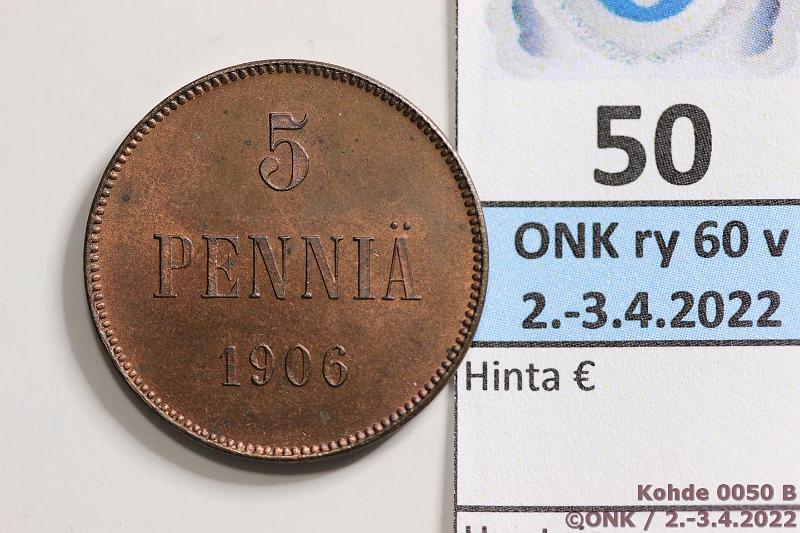 5
PENNIÄ
1906
50
ONK ry 60 v
2.-3.4.2022
Hinta €
Kohde 0050 B
©ONK / 2.-3.4.2022